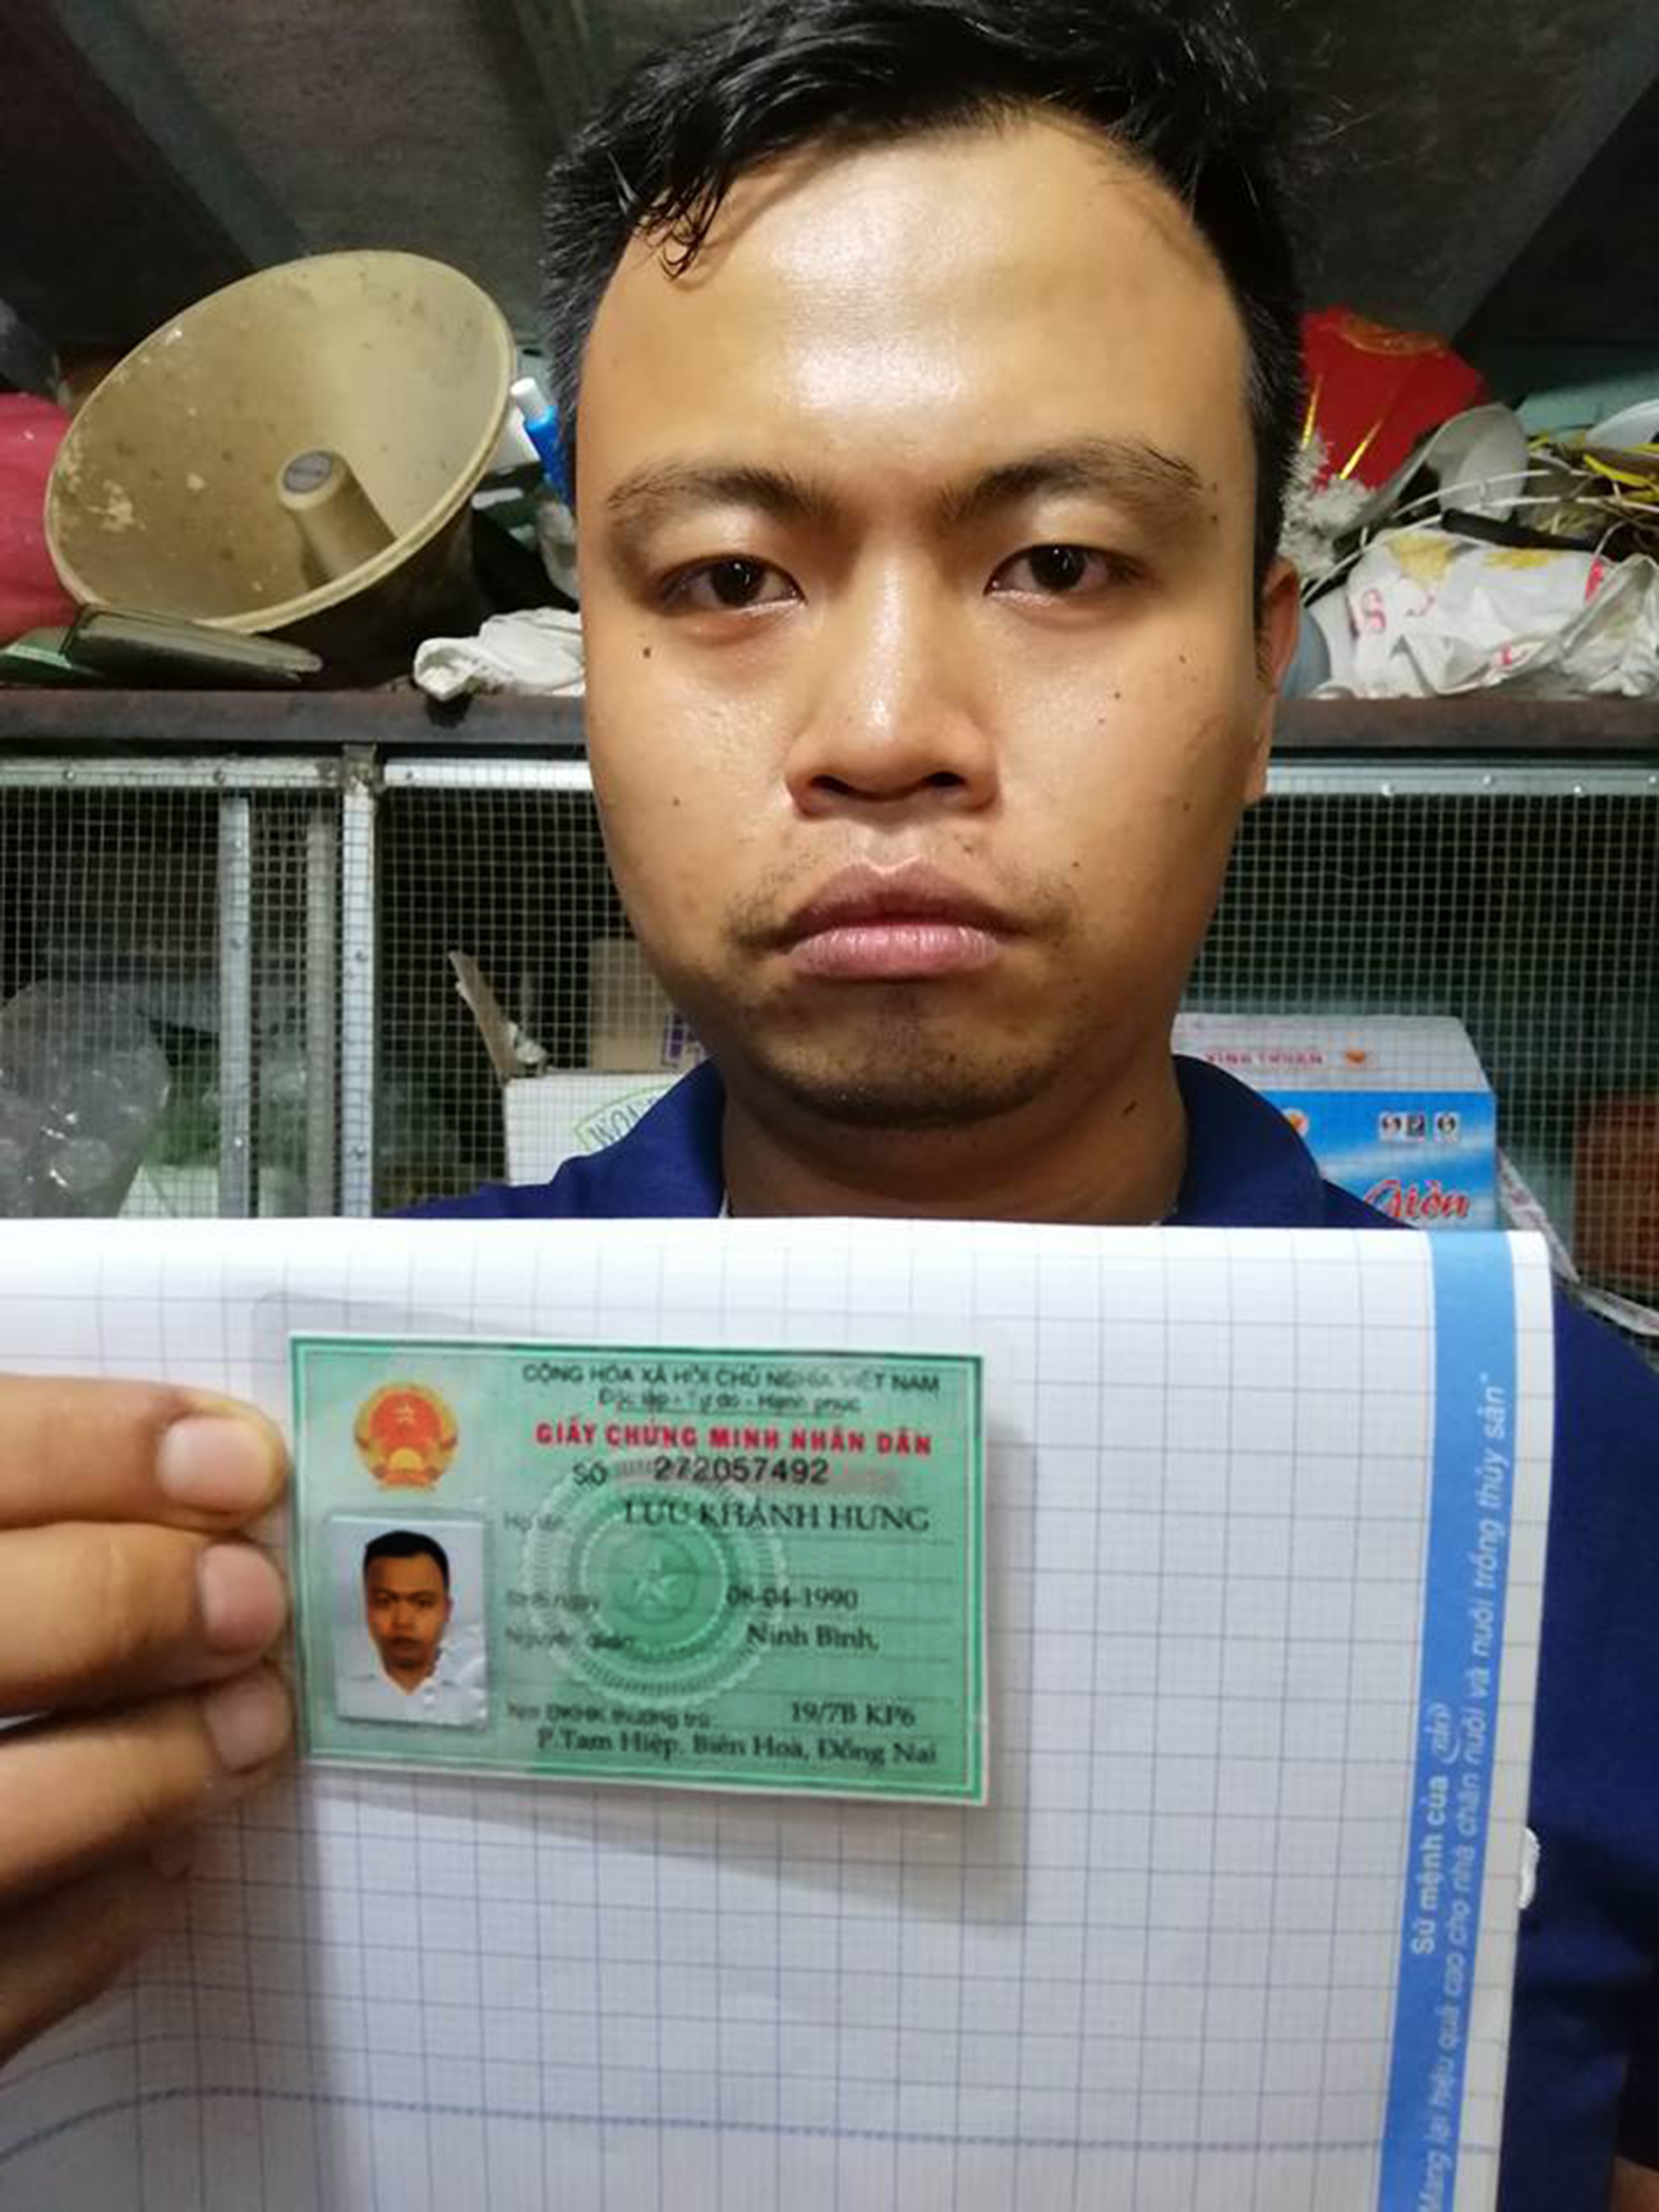 WON
VINH THUAN
Giòn
CỘNG HÒA XÃ HỘI CHỦ NGHĨA VIỆT NAM
Độc lập - Tự do - Hạnh phúc
GIẤY CHỨNG MINH NHÂN DÂN
SỐ 272057492
Họ tên LƯU KHÁNH HƯNG
Sinh ngày 08-04-1990
Nguyên quán Ninh Bình,
Nơi ĐKHK thường trú 19/7B KP6
P.Tam Hiệp, Biên Hoà, Đồng Nai
Sứ mệnh của
Mang lại hiệu quả cao cho nhà chăn nuôi và nuôi trồng thủy sản"